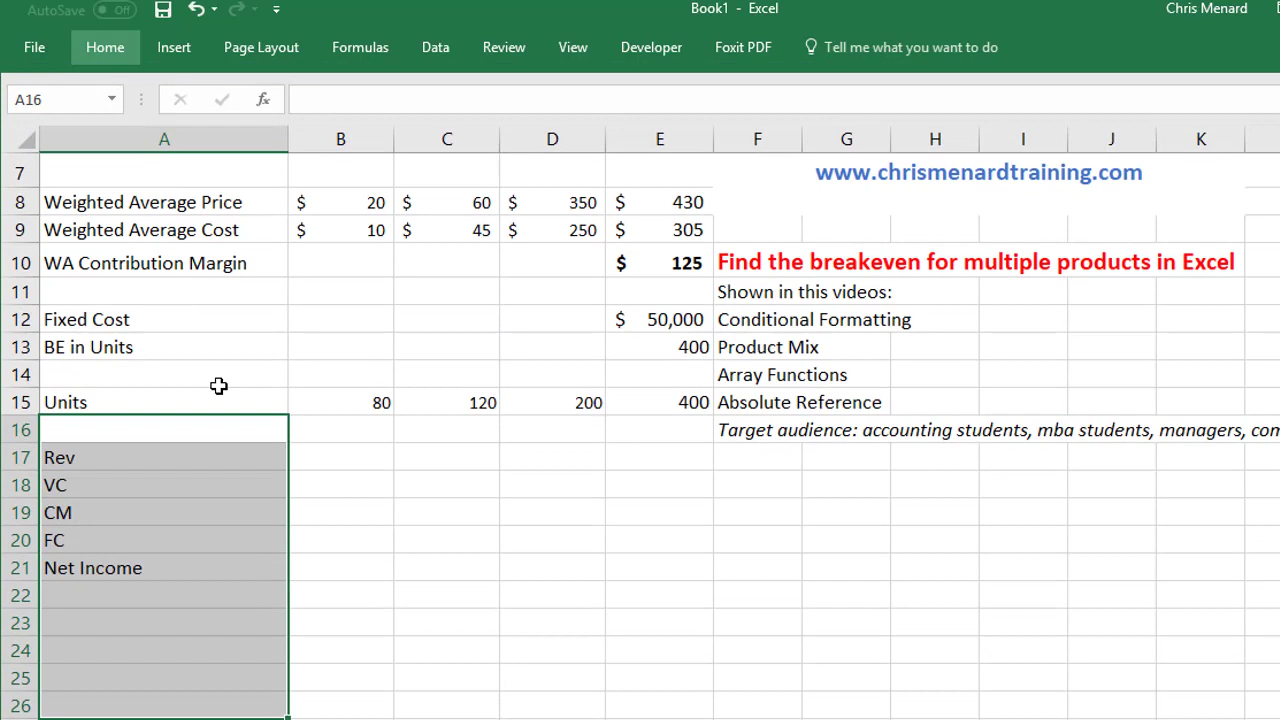 AutoSave Off Book1 - Excel Chris Menard
File Home Insert Page Layout Formulas Data Review View Developer Foxit PDF Tell me what you want to do
A16 fx
A B C D E F G H I J K
7 www.chrismenardtraining.com
8 Weighted Average Price $ 20 $ 60 $ 350 $ 430
9 Weighted Average Cost $ 10 $ 45 $ 250 $ 305
10 WA Contribution Margin $ 125 Find the breakeven for multiple products in Excel
11 Shown in this videos:
12 Fixed Cost $ 50,000 Conditional Formatting
13 BE in Units 400 Product Mix
14 Array Functions
15 Units 80 120 200 400 Absolute Reference
16 Target audience: accounting students, mba students, managers, com
17 Rev
18 VC
19 CM
20 FC
21 Net Income
22
23
24
25
26